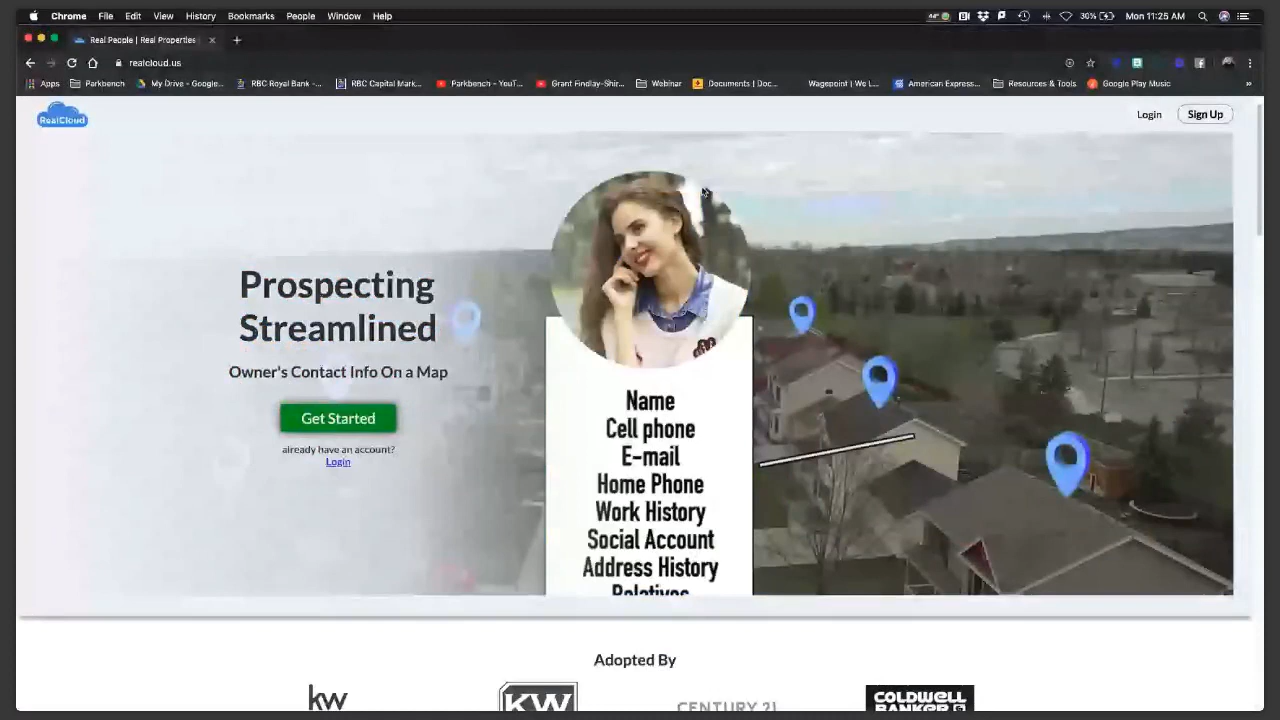 Chrome File Edit View History Bookmarks People Window Help
30% Mon 11:25 AM
Real People | Real Properties
realcloud.us
Apps Parkbench My Drive - Google... RBC Royal Bank -... RBC Capital Mark... Parkbench - YouT... Grant Findlay-Shir... Webinar Documents | Doc... Wagepoint | We L... American Express... Resources & Tools Google Play Music
RealCloud
Login Sign Up
Prospecting
Streamlined
Owner's Contact Info On a Map
Get Started
already have an account?
Login
Name
Cell phone
E-mail
Home Phone
Work History
Social Account
Address History
Relatives
Adopted By
kw
KW
CENTURY 21
COLDWELL
BANKER